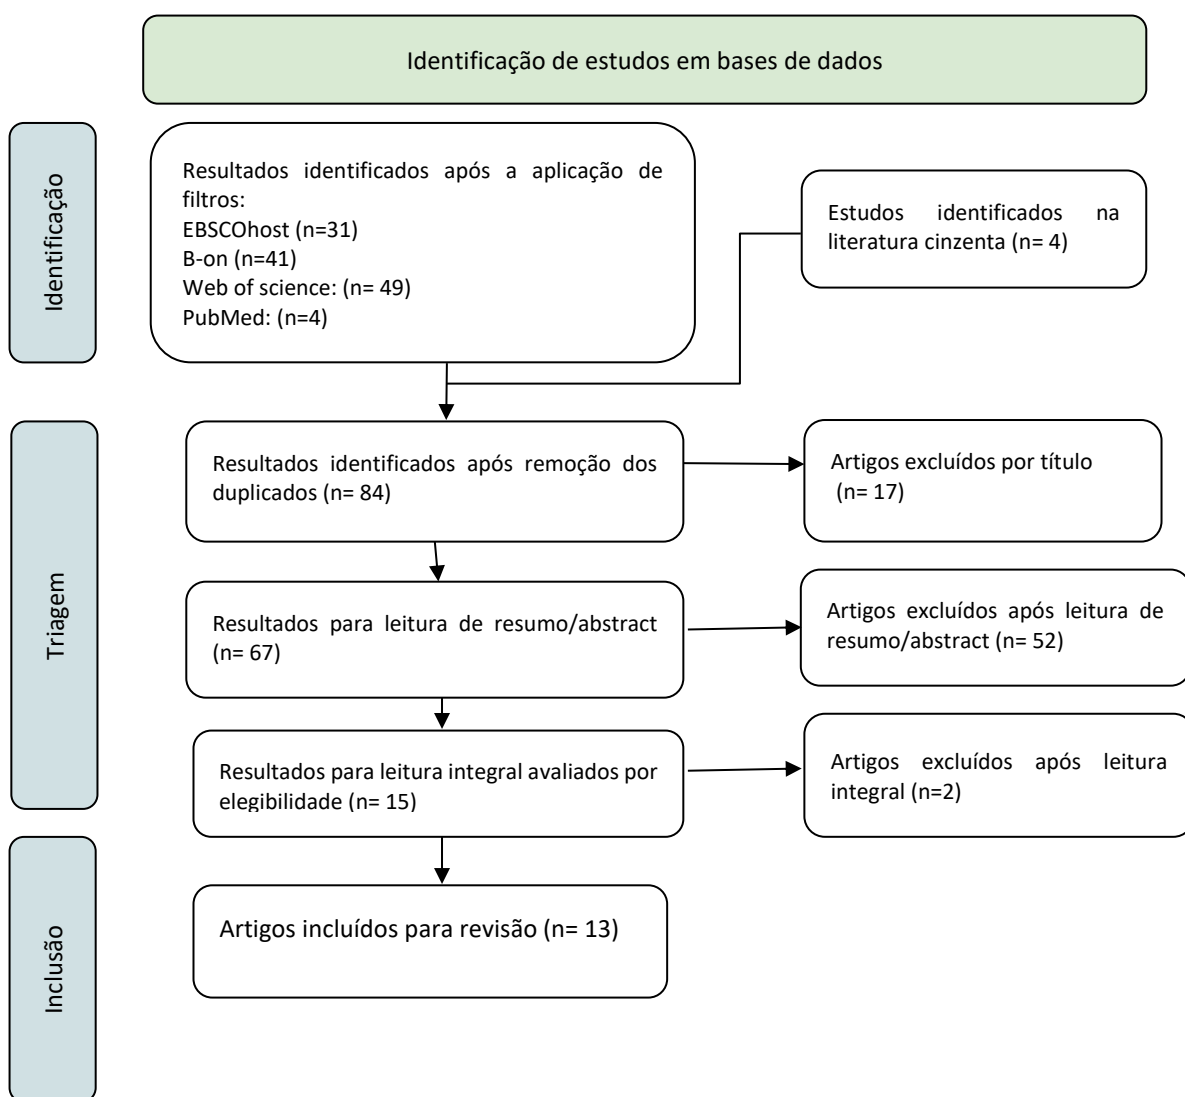 Identificação de estudos em bases de dados
Identificação
Resultados identificados após a aplicação de
filtros:
EBSCOhost (n=31)
B-on (n=41)
Web of science: (n= 49)
PubMed: (n=4)
Estudos identificados na
literatura cinzenta (n= 4)
Triagem
Resultados identificados após remoção dos
duplicados (n= 84)
Artigos excluídos por título
(n= 17)
Resultados para leitura de resumo/abstract
(n= 67)
Artigos excluídos após leitura de
resumo/abstract (n= 52)
Resultados para leitura integral avaliados por
elegibilidade (n= 15)
Artigos excluídos após leitura
integral (n=2)
Inclusão
Artigos incluídos para revisão (n= 13)